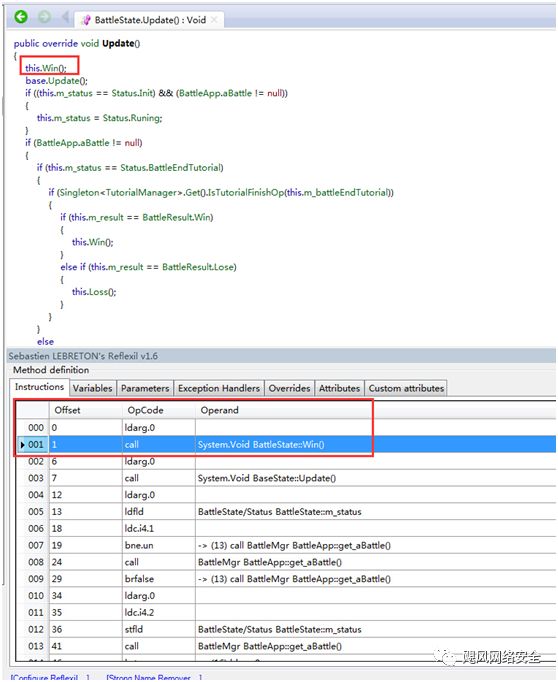 BattleState.Update() : Void
public override void Update()
{
this.Win();
base.Update();
if ((this.m_status == Status.Init) && (BattleApp.aBattle != null))
{
this.m_status = Status.Runing;
}
if (BattleApp.aBattle != null)
{
if (this.m_status == Status.BattleEndTutorial)
{
if (Singleton<TutorialManager>.Get().IsTutorialFinishOp(this.m_battleEndTutorial))
{
if (this.m_result == BattleResult.Win)
{
this.Win();
}
else if (this.m_result == BattleResult.Lose)
{
this.Loss();
}
}
}
else
Sebastien LEBRETON's Reflexil v1.6
Method definition
Instructions Variables Parameters Exception Handlers Overrides Attributes Custom attributes
Offset OpCode Operand
000 0 ldarg.0
001 1 call System.Void BattleState::Win()
002 6 ldarg.0
003 7 call System.Void BaseState::Update()
004 12 ldarg.0
005 13 ldfld BattleState/Status BattleState::m_status
006 18 ldc.i4.1
007 19 bne.un -> (13) call BattleMgr BattleApp::get_aBattle()
008 24 call BattleMgr BattleApp::get_aBattle()
009 29 brfalse -> (13) call BattleMgr BattleApp::get_aBattle()
010 34 ldarg.0
011 35 ldc.i4.2
012 36 stfld BattleState/Status BattleState::m_status
013 41 call BattleMgr BattleApp::get_aBattle()
飓风网络安全
[Configure Reflexil...] [Strong Name Remover...]